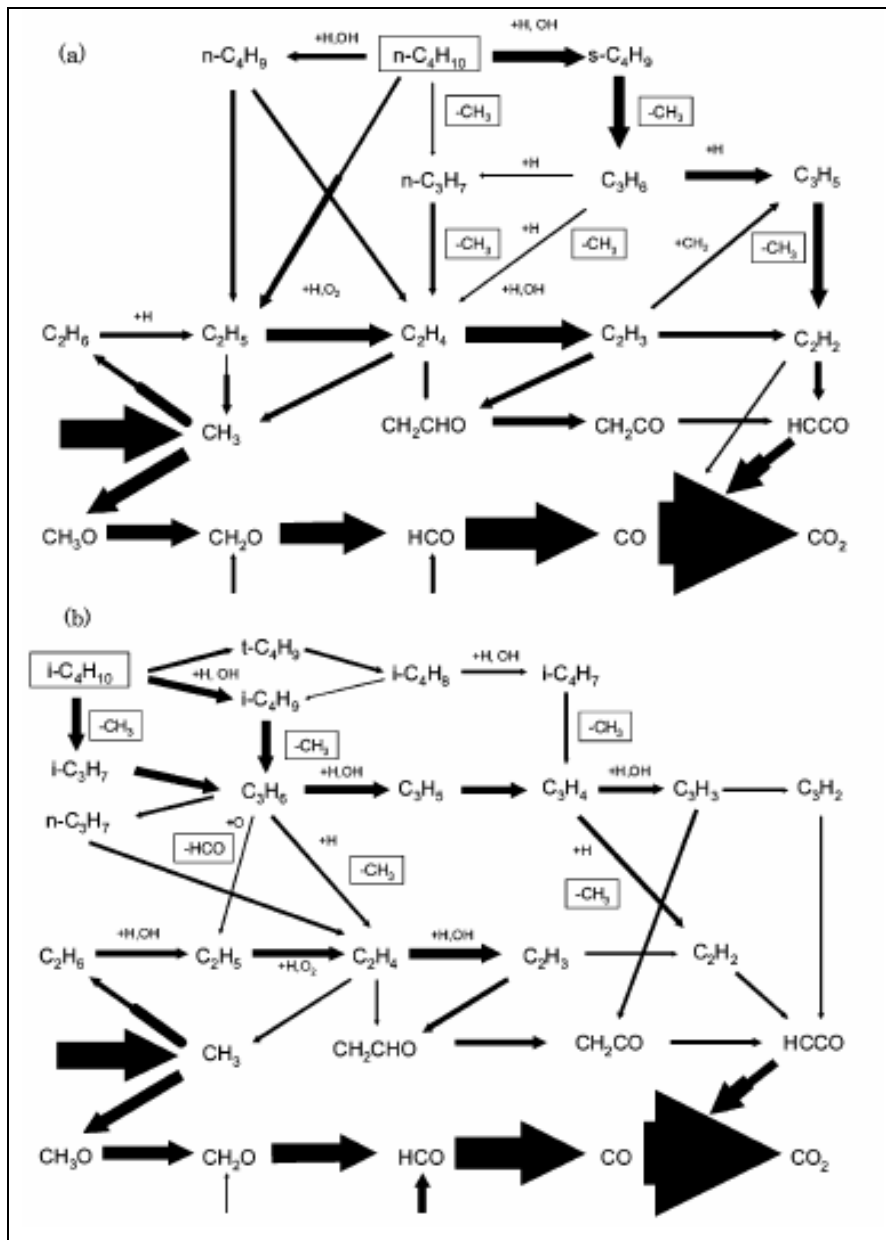 (a)
+H,OH
+H, OH
n-C₄H₉
n-C₄H₁₀
s-C₄H₉
-CH₃
-CH₃
+H
+H
n-C₃H₇
C₃H₆
C₃H₅
+H
-CH₃
-CH₃
+CH₂
-CH₃
+H,O₂
+H,OH
+H
C₂H₆
C₂H₅
C₂H₄
C₂H₃
C₂H₂
CH₃
CH₂CHO
CH₂CO
HCCO
CH₃O
CH₂O
HCO
CO
CO₂
(b)
t-C₄H₉
+H, OH
i-C₄H₁₀
+H, OH
i-C₄H₈
i-C₄H₇
i-C₄H₉
-CH₃
-CH₃
-CH₃
i-C₃H₇
+H,OH
+H,OH
C₃H₆
C₃H₅
C₃H₄
C₃H₃
C₃H₂
n-C₃H₇
+O
-HCO
+H
+H
-CH₃
-CH₃
+H,OH
+H,OH
C₂H₆
C₂H₅
+H,O₂
C₂H₄
C₂H₃
C₂H₂
CH₃
CH₂CHO
CH₂CO
HCCO
CH₃O
CH₂O
HCO
CO
CO₂